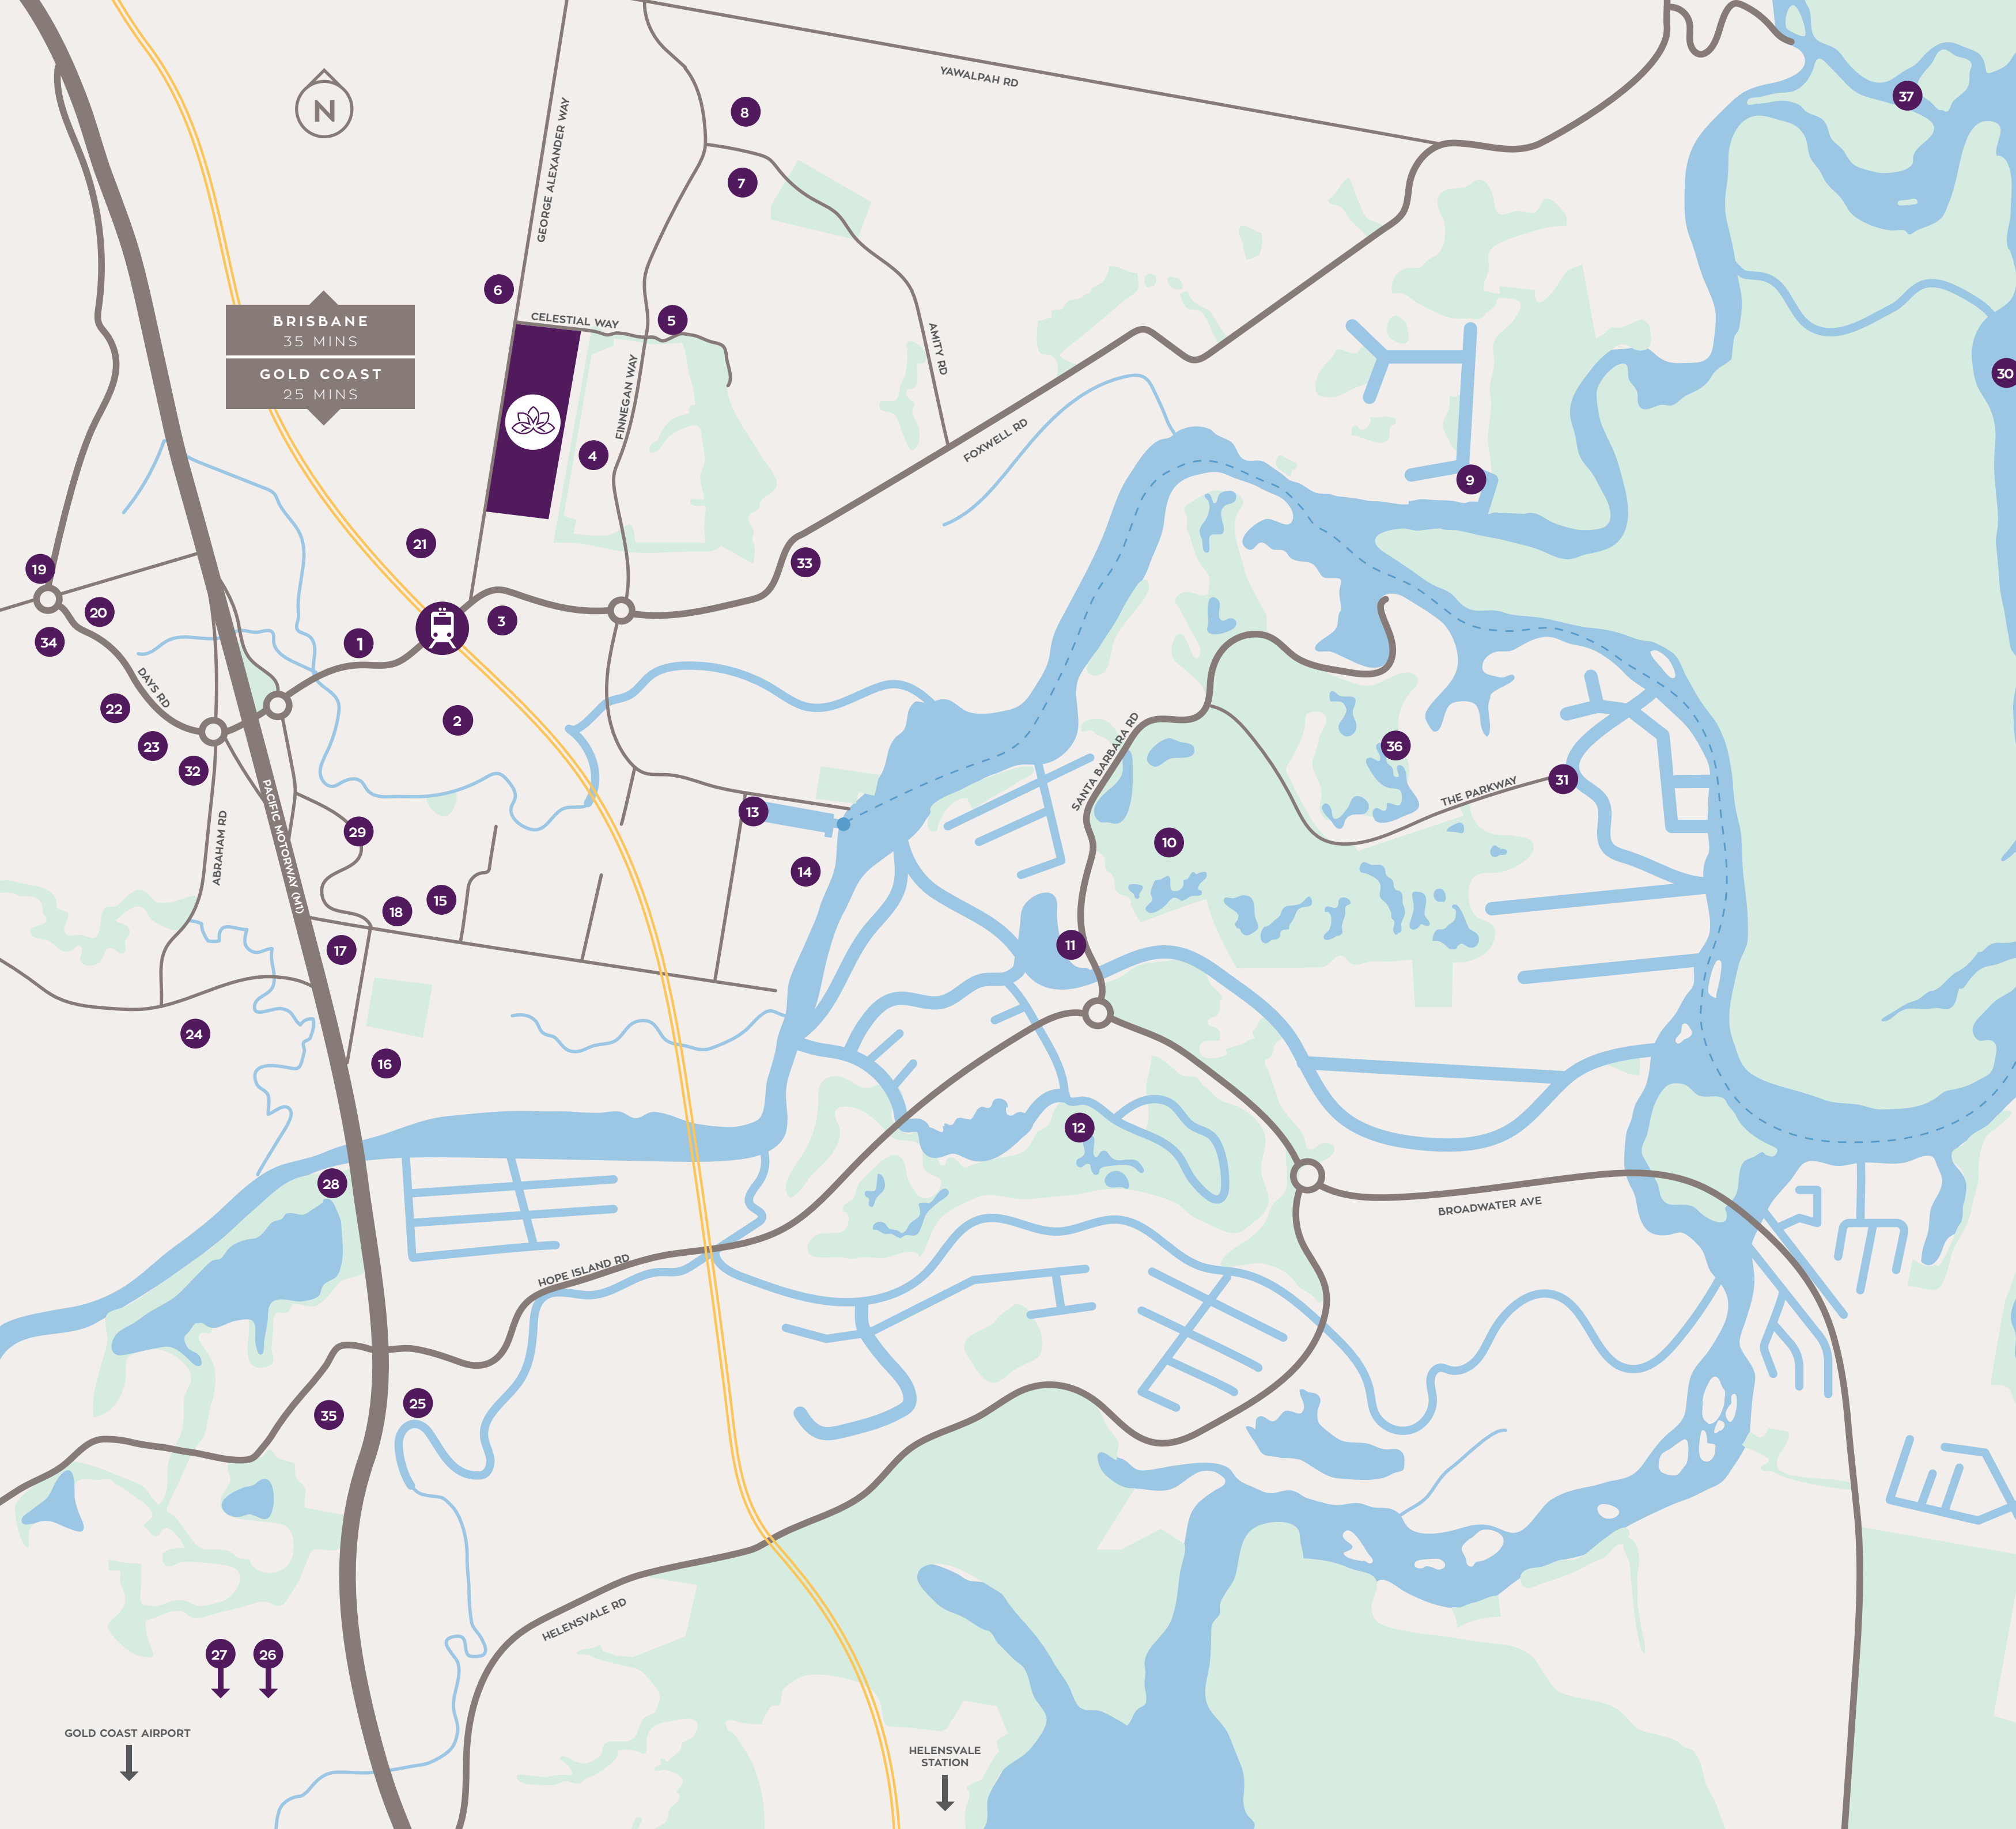 YAWALPAH RD
37
8
N
GEORGE ALEXANDER WAY
7
6
BRISBANE
35 MINS
GOLD COAST
25 MINS
CELESTIAL WAY
5
AMITY RD
30
FINNEGAN WAY
4
FOXWELL RD
9
21
33
19
20
3
34
1
DAYS RD
22
2
SANTA BARBARA RD
23
36
32
31
THE PARKWAY
PACIFIC MOTORWAY (M1)
13
29
ABRAHAM RD
10
14
15
18
17
11
24
16
12
28
BROADWATER AVE
HOPE ISLAND RD
25
35
HELENSVALE RD
27
26
GOLD COAST AIRPORT
HELENSVALE
STATION